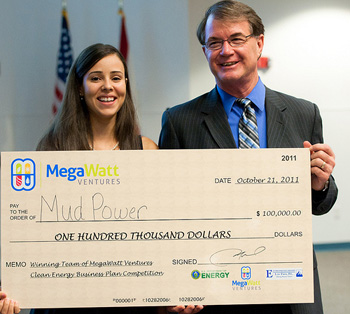 2011
MegaWatt
VENTURES
DATE October 21, 2011
PAY TO THE ORDER OF Mud Power $ 100,000.00
ONE HUNDRED THOUSAND DOLLARS DOLLARS
MEMO Winning Team of MegaWatt Ventures SIGNED
Clean Energy Business Plan Competition
ENERGY
MegaWatt
VENTURES